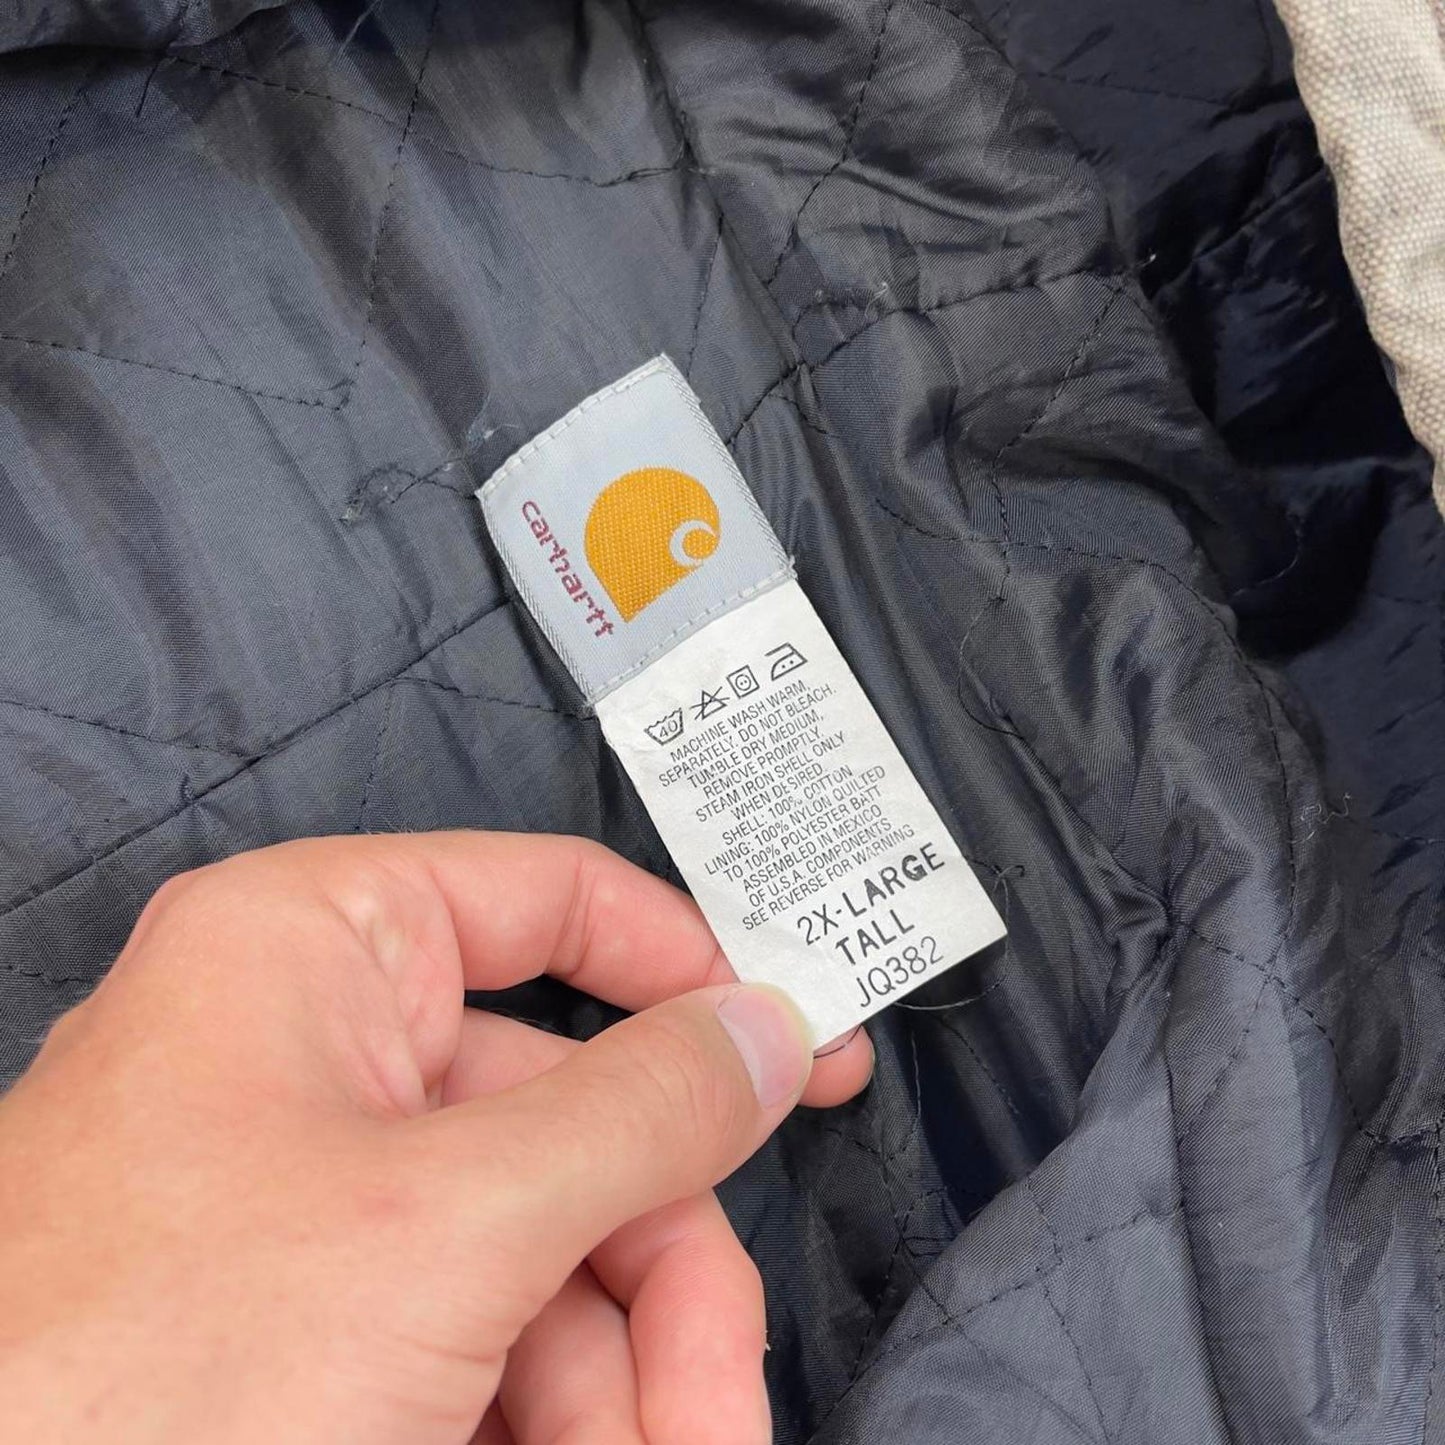 carhartt
40
MACHINE WASH WARM,
SEPARATELY. DO NOT BLEACH.
TUMBLE DRY MEDIUM,
REMOVE PROMPTLY.
STEAM IRON SHELL ONLY
WHEN DESIRED.
SHELL: 100% COTTON
LINING: 100% NYLON QUILTED
TO 100% POLYESTER BATT
ASSEMBLED IN MEXICO
OF U.S.A. COMPONENTS
SEE REVERSE FOR WARNING
2X-LARGE
TALL
JQ382